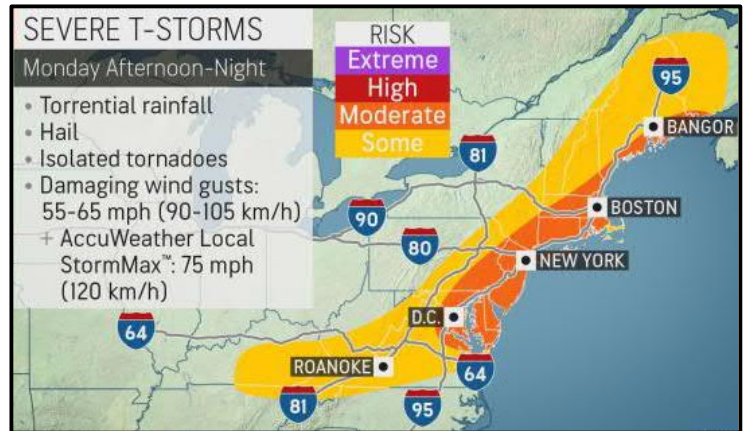 SEVERE T-STORMS
Monday Afternoon-Night
• Torrential rainfall
• Hail
• Isolated tornadoes
• Damaging wind gusts:
55-65 mph (90-105 km/h)
+ AccuWeather Local
StormMax™: 75 mph
(120 km/h)
RISK
Extreme
High
Moderate
Some
95
BANGOR
81
BOSTON
90
80
NEW YORK
D.C.
64
ROANOKE
64
81
95